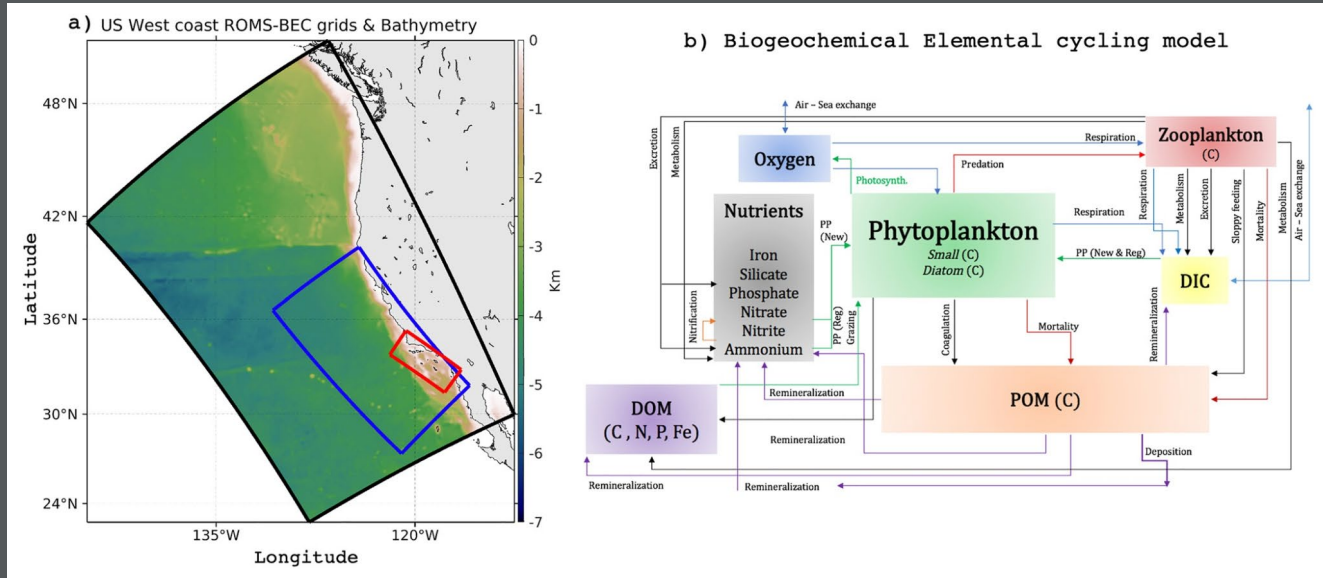 a) US West coast ROMS-BEC grids & Bathymetry
48°N
42°N
36°N
30°N
24°N
Latitude
135°W
120°W
Longitude
0
-1
-2
-3
-4
-5
-6
-7
Km
b) Biogeochemical Elemental cycling model
Air – Sea exchange
Excretion
Metabolism
Oxygen
Respiration
Zooplankton
(C)
Predation
Photosynth.
Nutrients
Iron
Silicate
Phosphate
Nitrate
Nitrite
Ammonium
Nitrification
PP
(New)
PP (Reg)
Grazing
Phytoplankton
Small (C)
Diatom (C)
Respiration
PP (New & Reg)
Respiration
Metabolism
Excretion
Sloppy feeding
Mortality
Metabolism
Air – Sea exchange
DIC
Coagulation
Mortality
Remineralization
POM (C)
Remineralization
DOM
(C , N, P, Fe)
Remineralization
Deposition
Remineralization
Remineralization